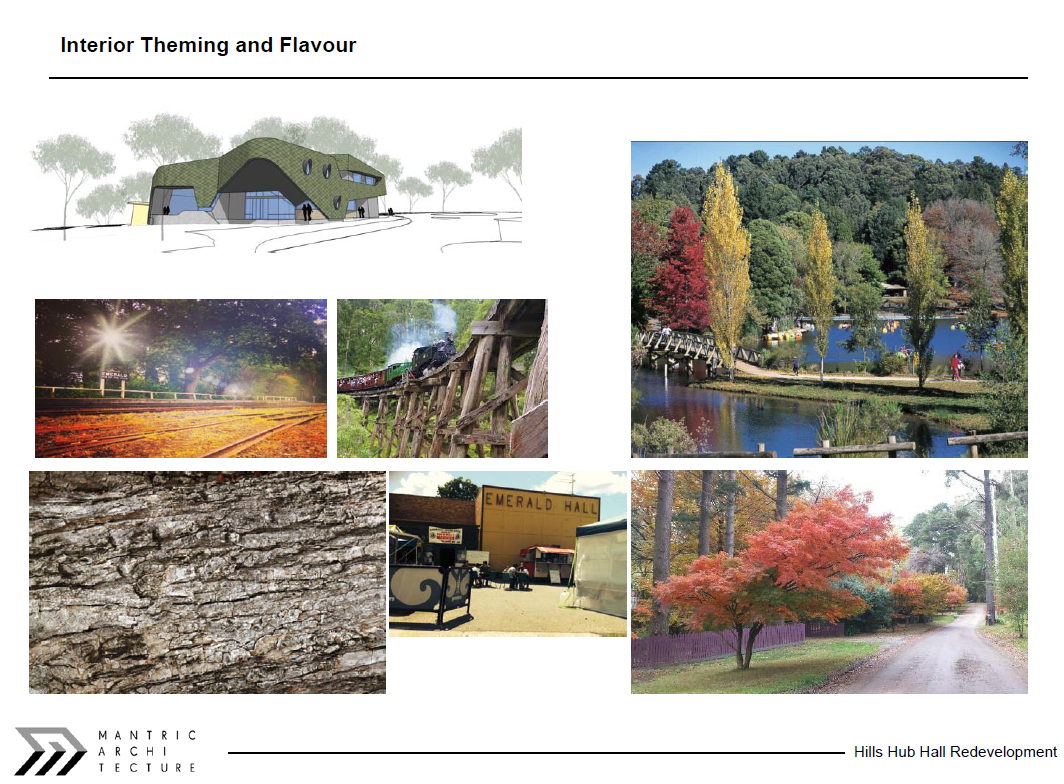 Interior Theming and Flavour
EMERALD HALL
MANTRIC
ARCHI
TECTURE
Hills Hub Hall Redevelopment